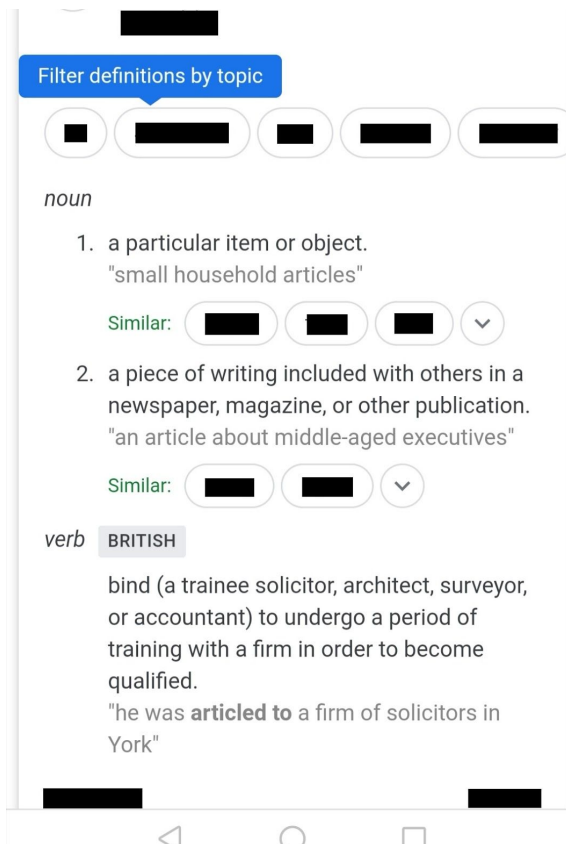 Filter definitions by topic
noun
1. a particular item or object.
"small household articles"
Similar:
2. a piece of writing included with others in a
newspaper, magazine, or other publication.
"an article about middle-aged executives"
Similar:
verb BRITISH
bind (a trainee solicitor, architect, surveyor,
or accountant) to undergo a period of
training with a firm in order to become
qualified.
"he was articled to a firm of solicitors in
York"